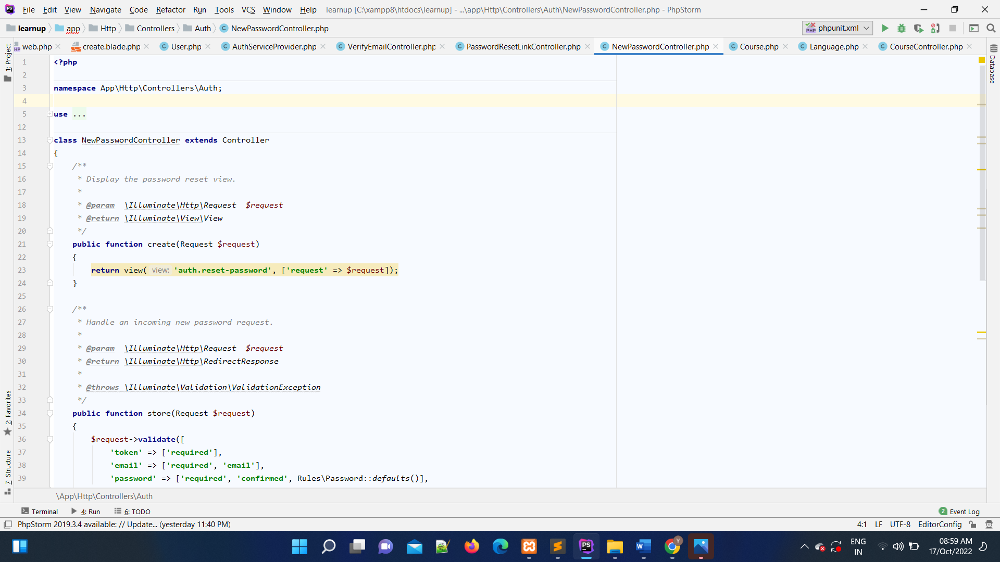 File Edit View Navigate Code Refactor Run Tools VCS Window Help learnup [C:\xampp8\htdocs\learnup] - ...\app\Http\Controllers\Auth\NewPasswordController.php - PhpStorm
learnup app Http Controllers Auth NewPasswordController.php phpunit.xml
web.php create.blade.php User.php AuthServiceProvider.php VerifyEmailController.php PasswordResetLinkController.php NewPasswordController.php Course.php Language.php CourseController.php
1: Project
Database
1 <?php
2
3 namespace App\Http\Controllers\Auth;
4
5 use ...
12
13 class NewPasswordController extends Controller
14 {
15 /**
16 * Display the password reset view.
17 *
18 * @param \Illuminate\Http\Request $request
19 * @return \Illuminate\View\View
20 */
21 public function create(Request $request)
22 {
23 return view( view: 'auth.reset-password', ['request' => $request]);
24 }
25
26 /**
27 * Handle an incoming new password request.
28 *
29 * @param \Illuminate\Http\Request $request
30 * @return \Illuminate\Http\RedirectResponse
31 *
32 * @throws \Illuminate\Validation\ValidationException
33 */
34 public function store(Request $request)
35 {
36 $request->validate([
37 'token' => ['required'],
38 'email' => ['required', 'email'],
39 'password' => ['required', 'confirmed', Rules\Password::defaults()],
2: Favorites
7: Structure
\App\Http\Controllers\Auth
Terminal 4: Run 6: TODO 2 Event Log
PhpStorm 2019.3.4 available: // Update... (yesterday 11:40 PM) 4:1 LF UTF-8 EditorConfig
ENG
IN
08:59 AM
17/Oct/2022